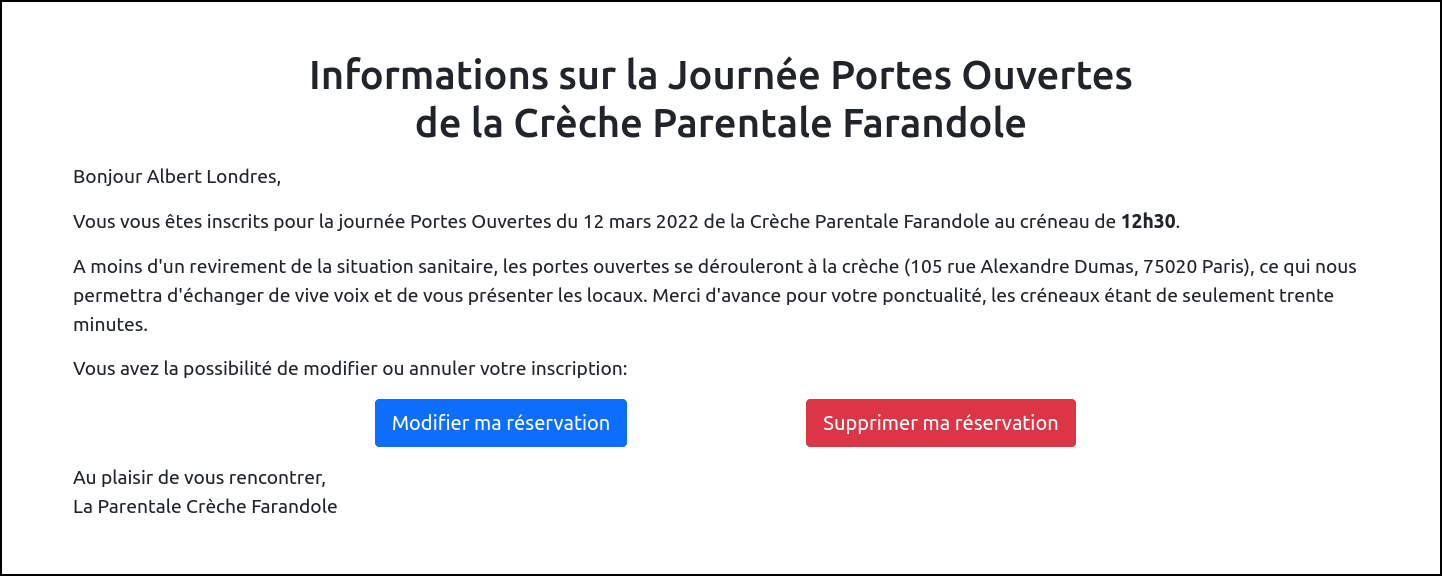 Informations sur la Journée Portes Ouvertes
de la Crèche Parentale Farandole
Bonjour Albert Londres,
Vous vous êtes inscrits pour la journée Portes Ouvertes du 12 mars 2022 de la Crèche Parentale Farandole au créneau de 12h30.
A moins d'un revirement de la situation sanitaire, les portes ouvertes se dérouleront à la crèche (105 rue Alexandre Dumas, 75020 Paris), ce qui nous
permettra d'échanger de vive voix et de vous présenter les locaux. Merci d'avance pour votre ponctualité, les créneaux étant de seulement trente
minutes.
Vous avez la possibilité de modifier ou annuler votre inscription:
Modifier ma réservation
Supprimer ma réservation
Au plaisir de vous rencontrer,
La Parentale Crèche Farandole